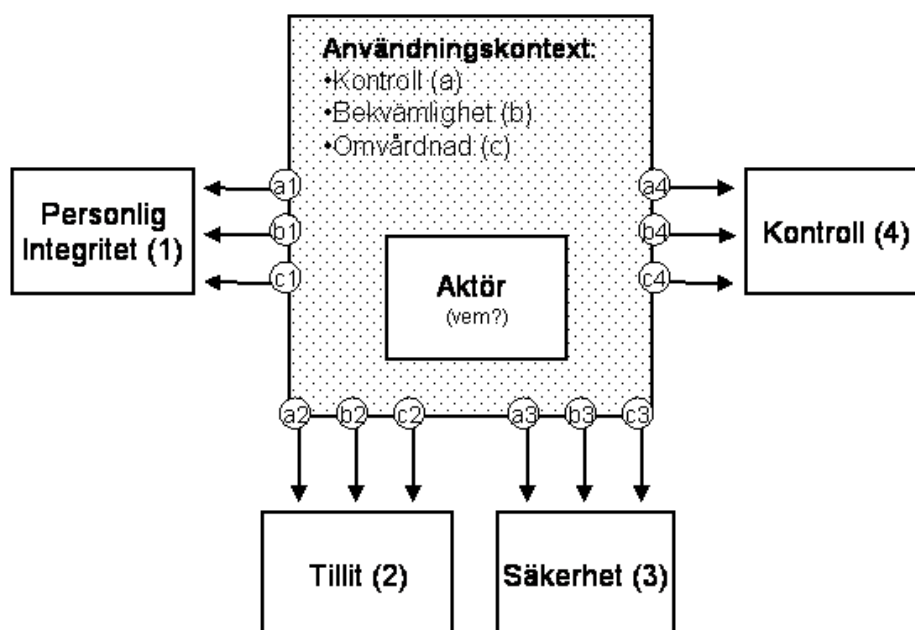 Användningskontext:
•Kontroll (a)
•Bekvämlighet (b)
•Omvårdnad (c)
a1
b1
c1
Personlig
Integritet (1)
a4
b4
c4
Kontroll (4)
Aktör
(vem?)
a2 b2 c2 a3 b3 c3
Tillit (2)
Säkerhet (3)